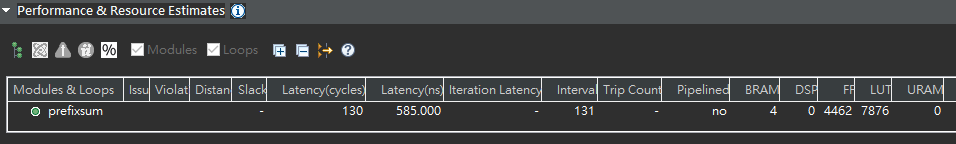 Performance & Resource Estimates
% Modules Loops
Modules & Loops Issu Violat Distan Slack Latency(cycles) Latency(ns) Iteration Latency Interval Trip Count Pipelined BRAM DSP FF LUT URAM
prefixsum - 130 585.000 - 131 - no 4 0 4462 7876 0